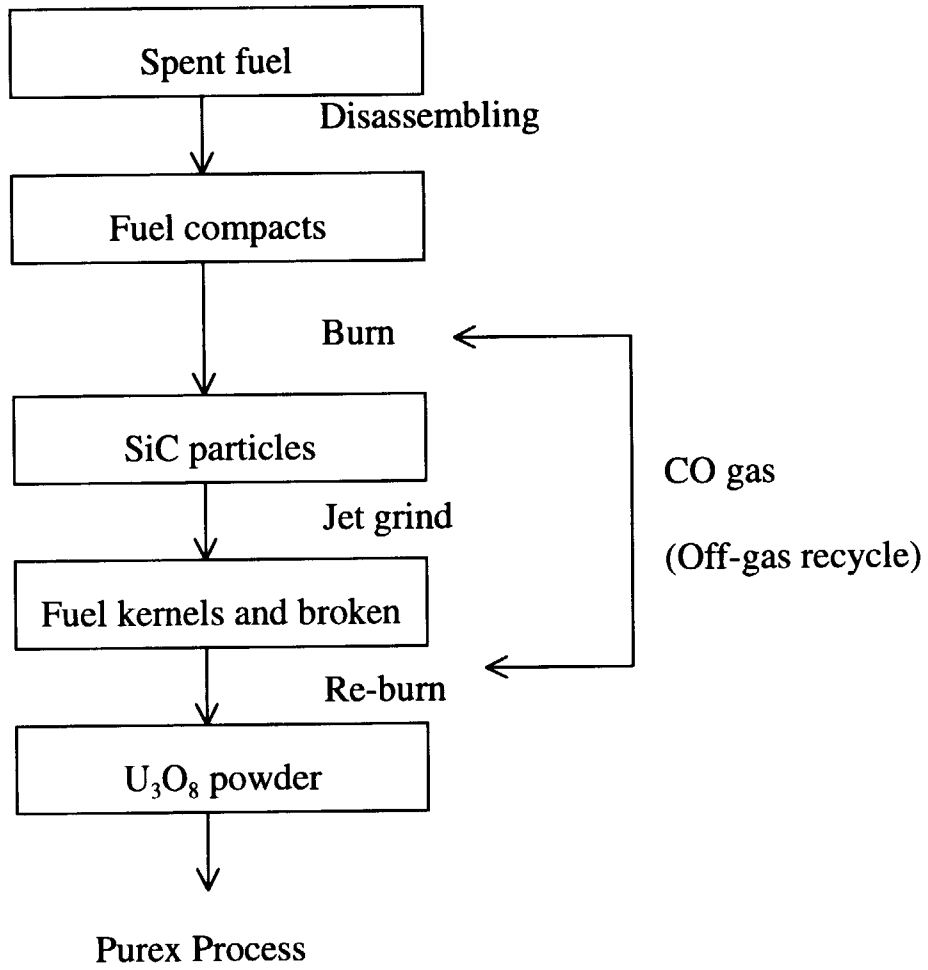 Spent fuel
Disassembling
Fuel compacts
Burn
SiC particles
CO gas
Jet grind
(Off-gas recycle)
Fuel kernels and broken
Re-burn
U₃O₈ powder
Purex Process